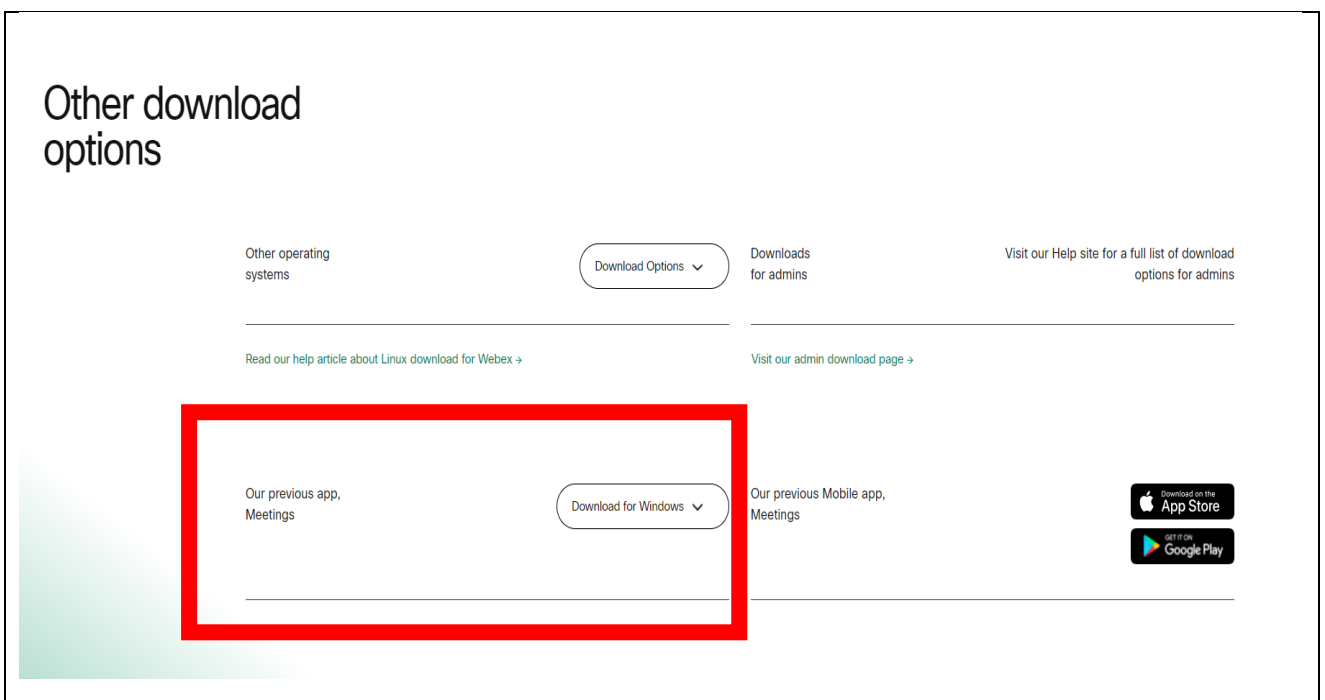 Other download
options
Other operating
systems
Download Options
Downloads
for admins
Visit our Help site for a full list of download
options for admins
Read our help article about Linux download for Webex →
Visit our admin download page →
Our previous app,
Meetings
Download for Windows
Our previous Mobile app,
Meetings
Download on the
App Store
GET IT ON
Google Play